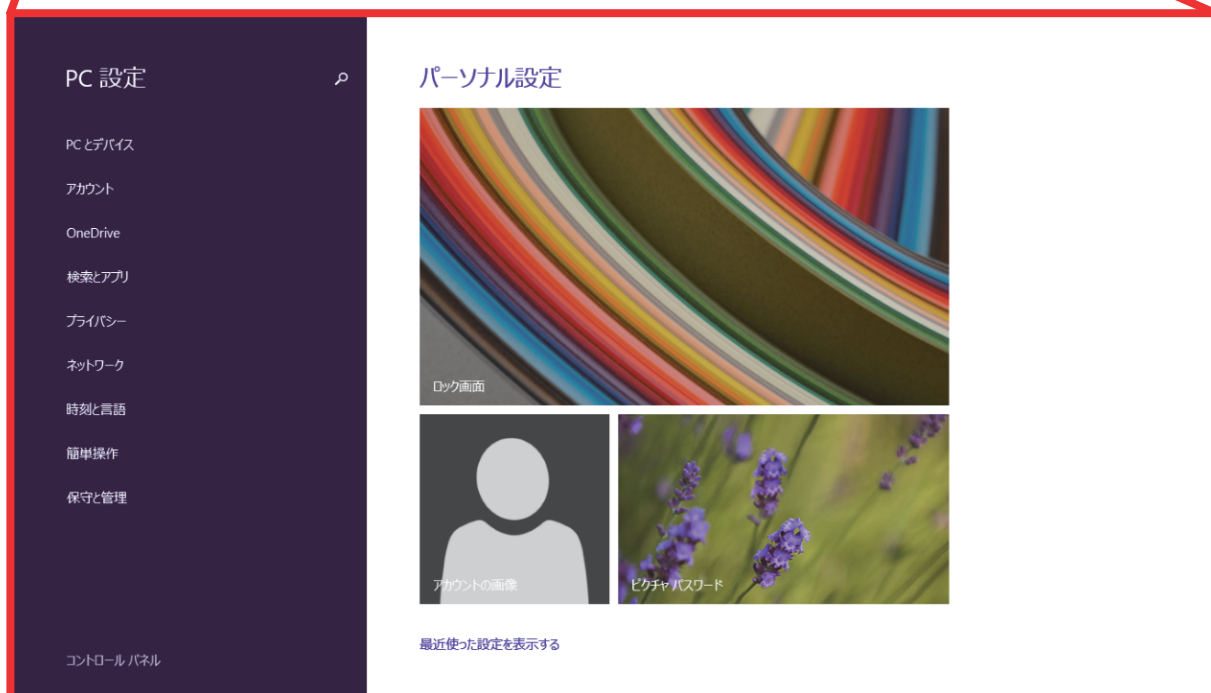 PC 設定
PC とデバイス
アカウント
OneDrive
検索とアプリ
プライバシー
ネットワーク
時刻と言語
簡単操作
保守と管理
コントロール パネル
パーソナル設定
ロック画面
アカウントの画像
ピクチャ パスワード
最近使った設定を表示する